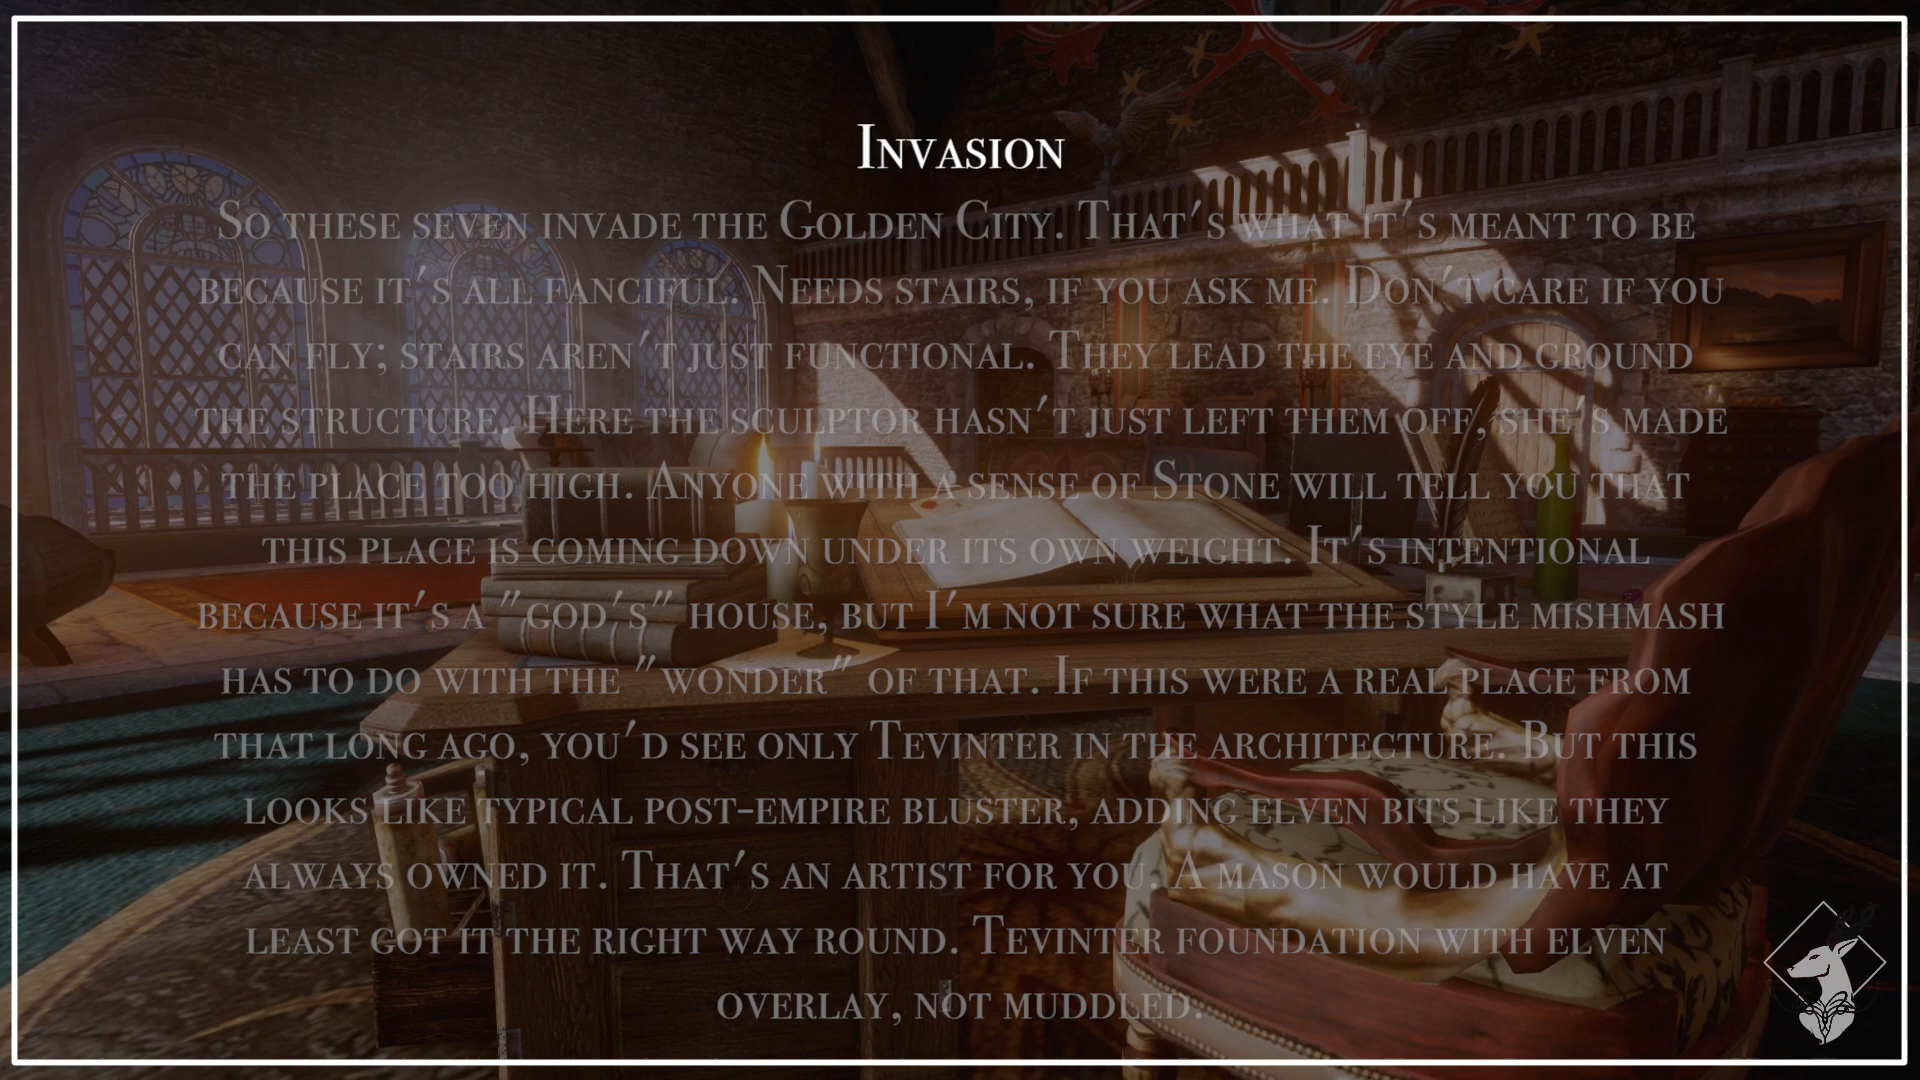 Invasion
So these seven invade the Golden City. That's what it's meant to be
because it's all fanciful. Needs stairs, if you ask me. Don't care if you
can fly; stairs aren't just functional. They lead the eye and ground
the structure. Here the sculptor hasn't just left them off, she's made
the place too high. Anyone with a sense of Stone will tell you that
this place is coming down under its own weight. It's intentional
because it's a "god's" house, but I'm not sure what the style mishmash
has to do with the "wonder" of that. If this were a real place from
that long ago, you'd see only Tevinter in the architecture. But this
looks like typical post-empire bluster, adding elven bits like they
always owned it. That's an artist for you. A mason would have at
least got it the right way round. Tevinter foundation with elven
overlay, not muddled.